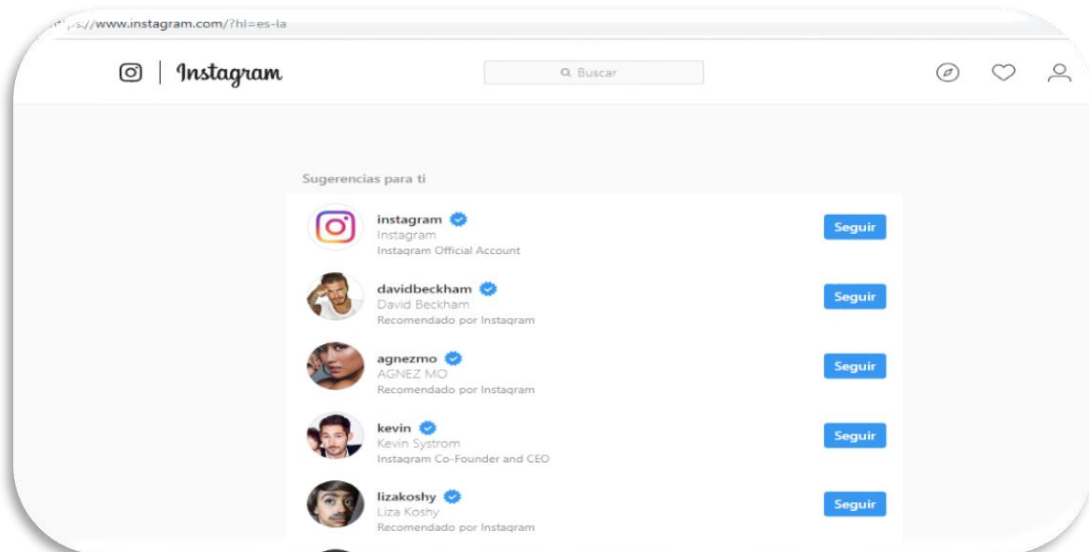 https://www.instagram.com/?hl=es-la
Instagram
Buscar
Sugerencias para ti
instagram
Instagram
Instagram Official Account
Seguir
davidbeckham
David Beckham
Recomendado por Instagram
Seguir
agnezmo
AGNEZ MO
Recomendado por Instagram
Seguir
kevin
Kevin Systrom
Instagram Co-Founder and CEO
Seguir
lizakoshy
Liza Koshy
Recomendado por Instagram
Seguir